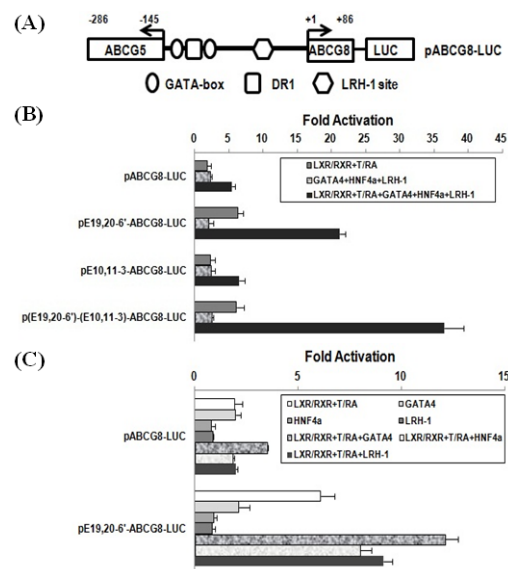 (A)
-286 -145 +1 +86
ABCG5 ABCG8 LUC pABCG8-LUC
GATA-box DR1 LRH-1 site
(B)
Fold Activation
0 5 10 15 20 25 30 35 40 45
LXR/RXR+T/RA
GATA4+HNF4a+LRH-1
LXR/RXR+T/RA+GATA4+HNF4a+LRH-1
pABCG8-LUC
pE19,20-6'-ABCG8-LUC
pE10,11-3-ABCG8-LUC
p(E19,20-6')-(E10,11-3)-ABCG8-LUC
(C)
Fold Activation
0 5 10 15
LXR/RXR+T/RA GATA4
HNF4a LRH-1
LXR/RXR+T/RA+GATA4 LXR/RXR+T/RA+HNF4a
LXR/RXR+T/RA+LRH-1
pABCG8-LUC
pE19,20-6'-ABCG8-LUC